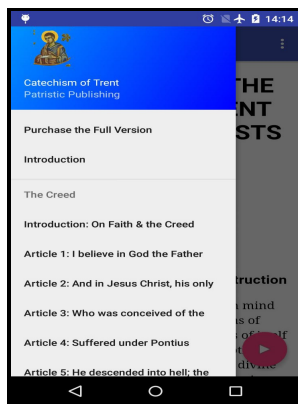 14:14
Catechism of Trent
Patristic Publishing
THE
ENT
STS
Purchase the Full Version
Introduction
The Creed
Introduction: On Faith & the Creed
Article 1: I believe in God the Father
Article 2: And in Jesus Christ, his only
truction
Article 3: Who was conceived of the
mind
s of
Article 4: Suffered under Pontius
divine
Article 5: He descended into hell; the